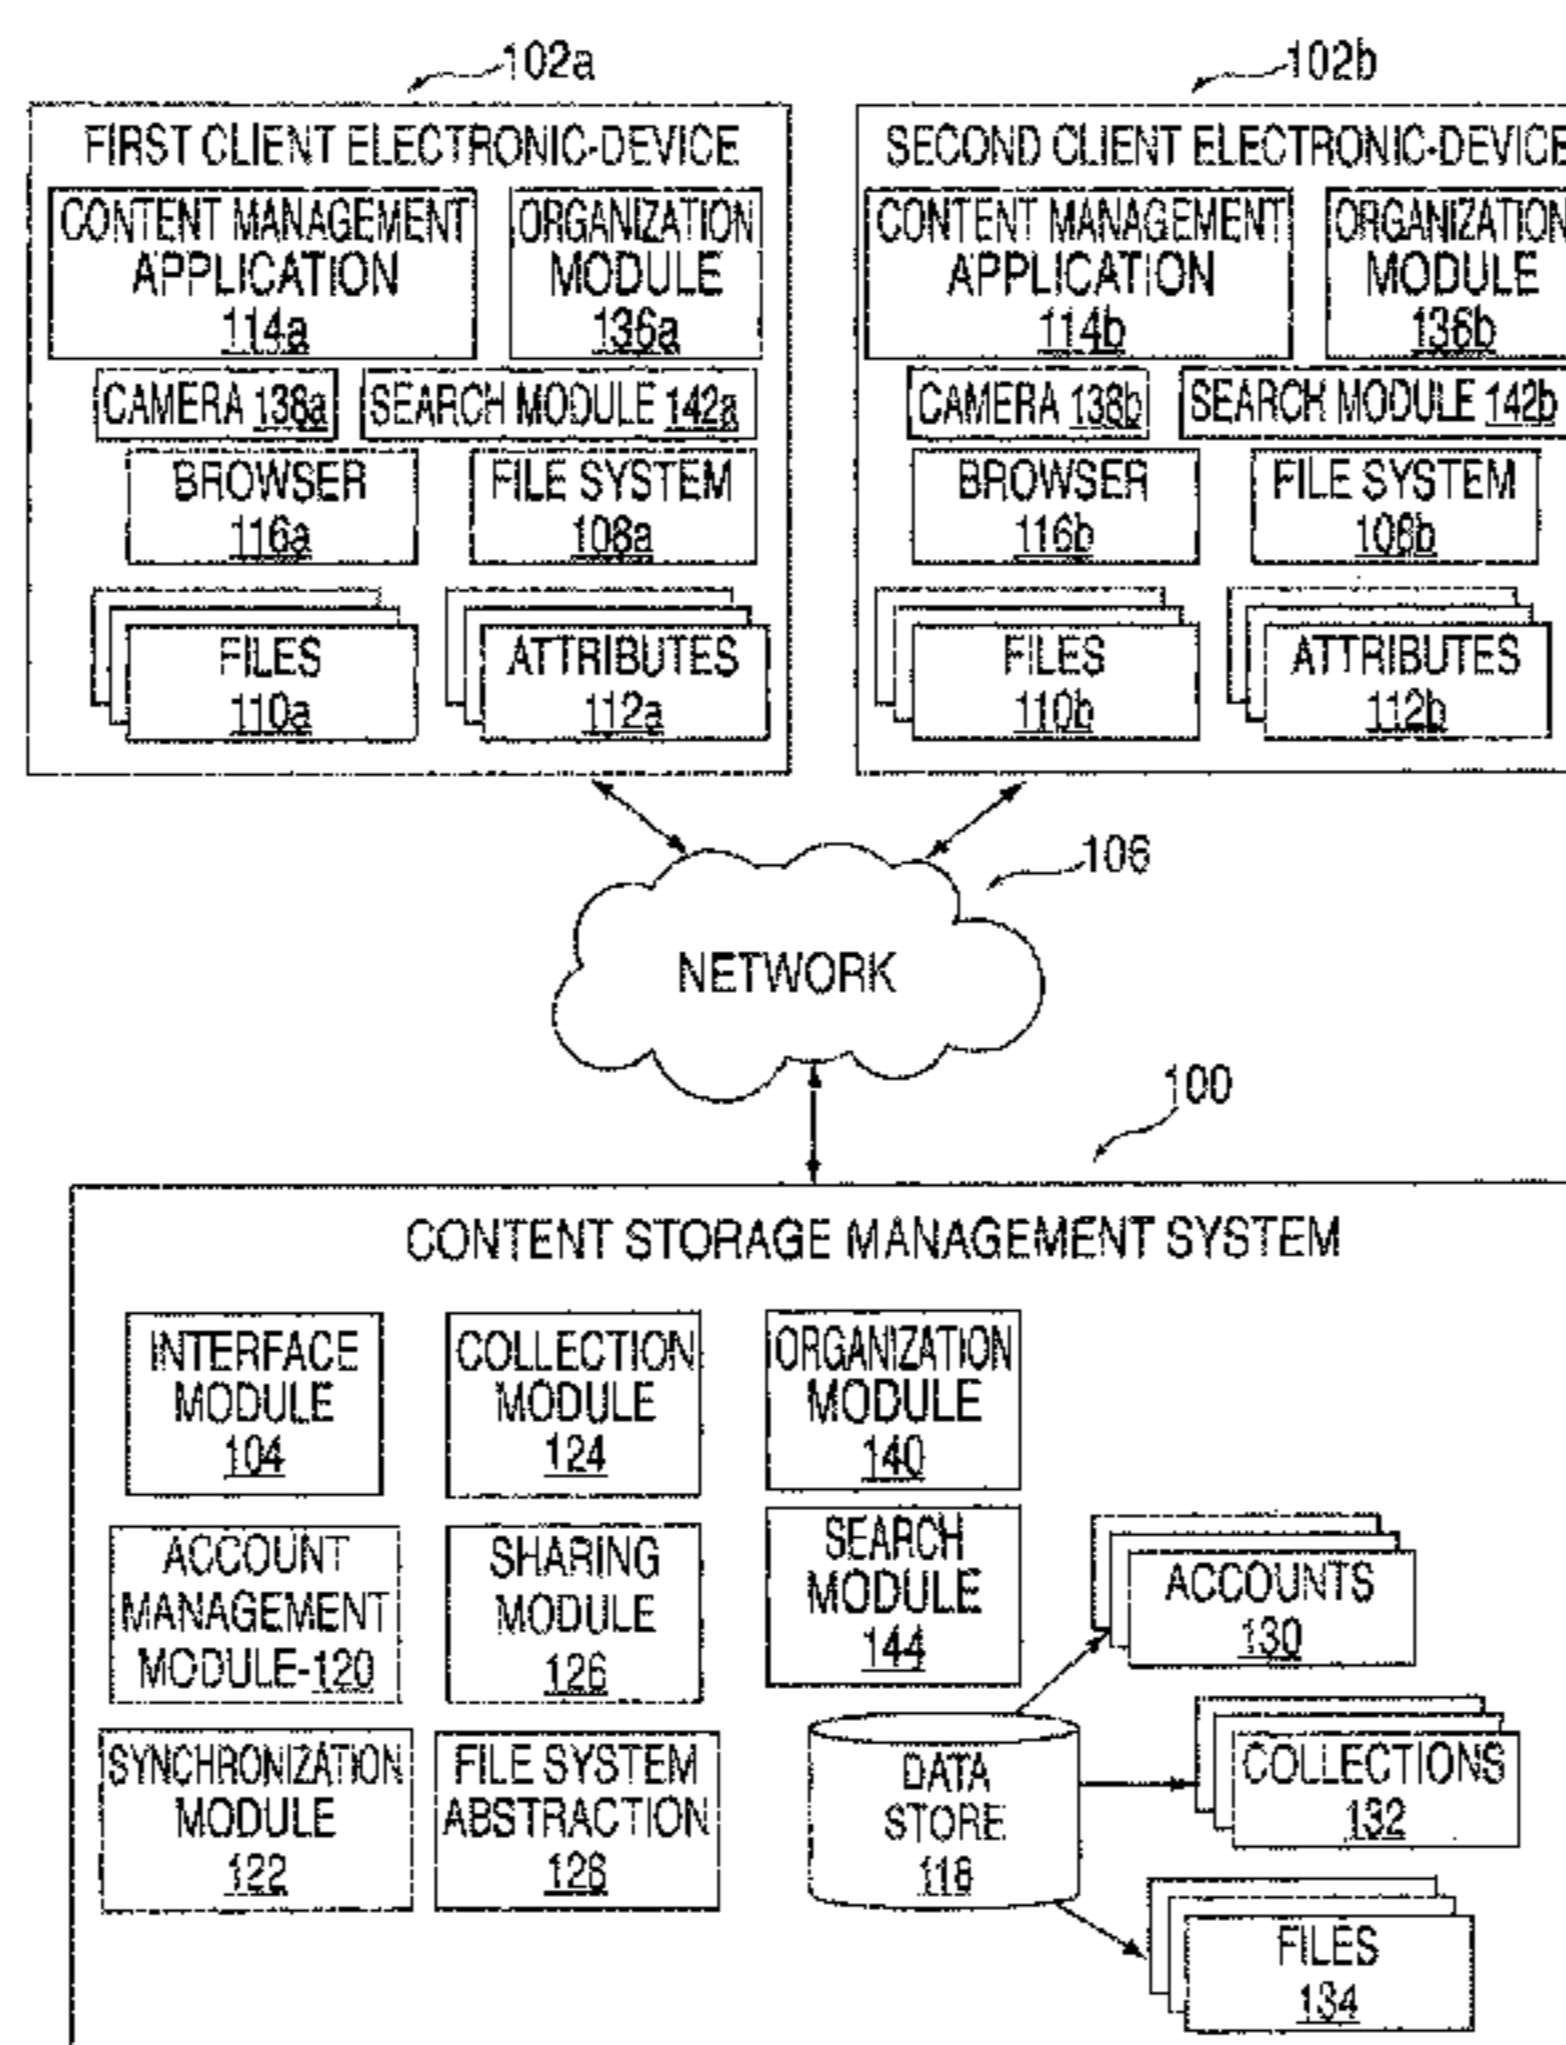 102a
102b
FIRST CLIENT ELECTRONIC-DEVICE
CONTENT MANAGEMENT
APPLICATION
114a
ORGANIZATION
MODULE
136a
CAMERA 138a
SEARCH MODULE 142a
BROWSER
116a
FILE SYSTEM
108a
FILES
110a
ATTRIBUTES
112a
SECOND CLIENT ELECTRONIC-DEVICE
CONTENT MANAGEMENT
APPLICATION
114b
ORGANIZATION
MODULE
136b
CAMERA 138b
SEARCH MODULE 142b
BROWSER
116b
FILE SYSTEM
108b
FILES
110b
ATTRIBUTES
112b
106
NETWORK
100
CONTENT STORAGE MANAGEMENT SYSTEM
INTERFACE
MODULE
104
COLLECTION
MODULE
124
ORGANIZATION
MODULE
140
ACCOUNT
MANAGEMENT
MODULE-120
SHARING
MODULE
126
SEARCH
MODULE
144
ACCOUNTS
130
SYNCHRONIZATION
MODULE
122
FILE SYSTEM
ABSTRACTION
128
DATA
STORE
118
COLLECTIONS
132
FILES
134